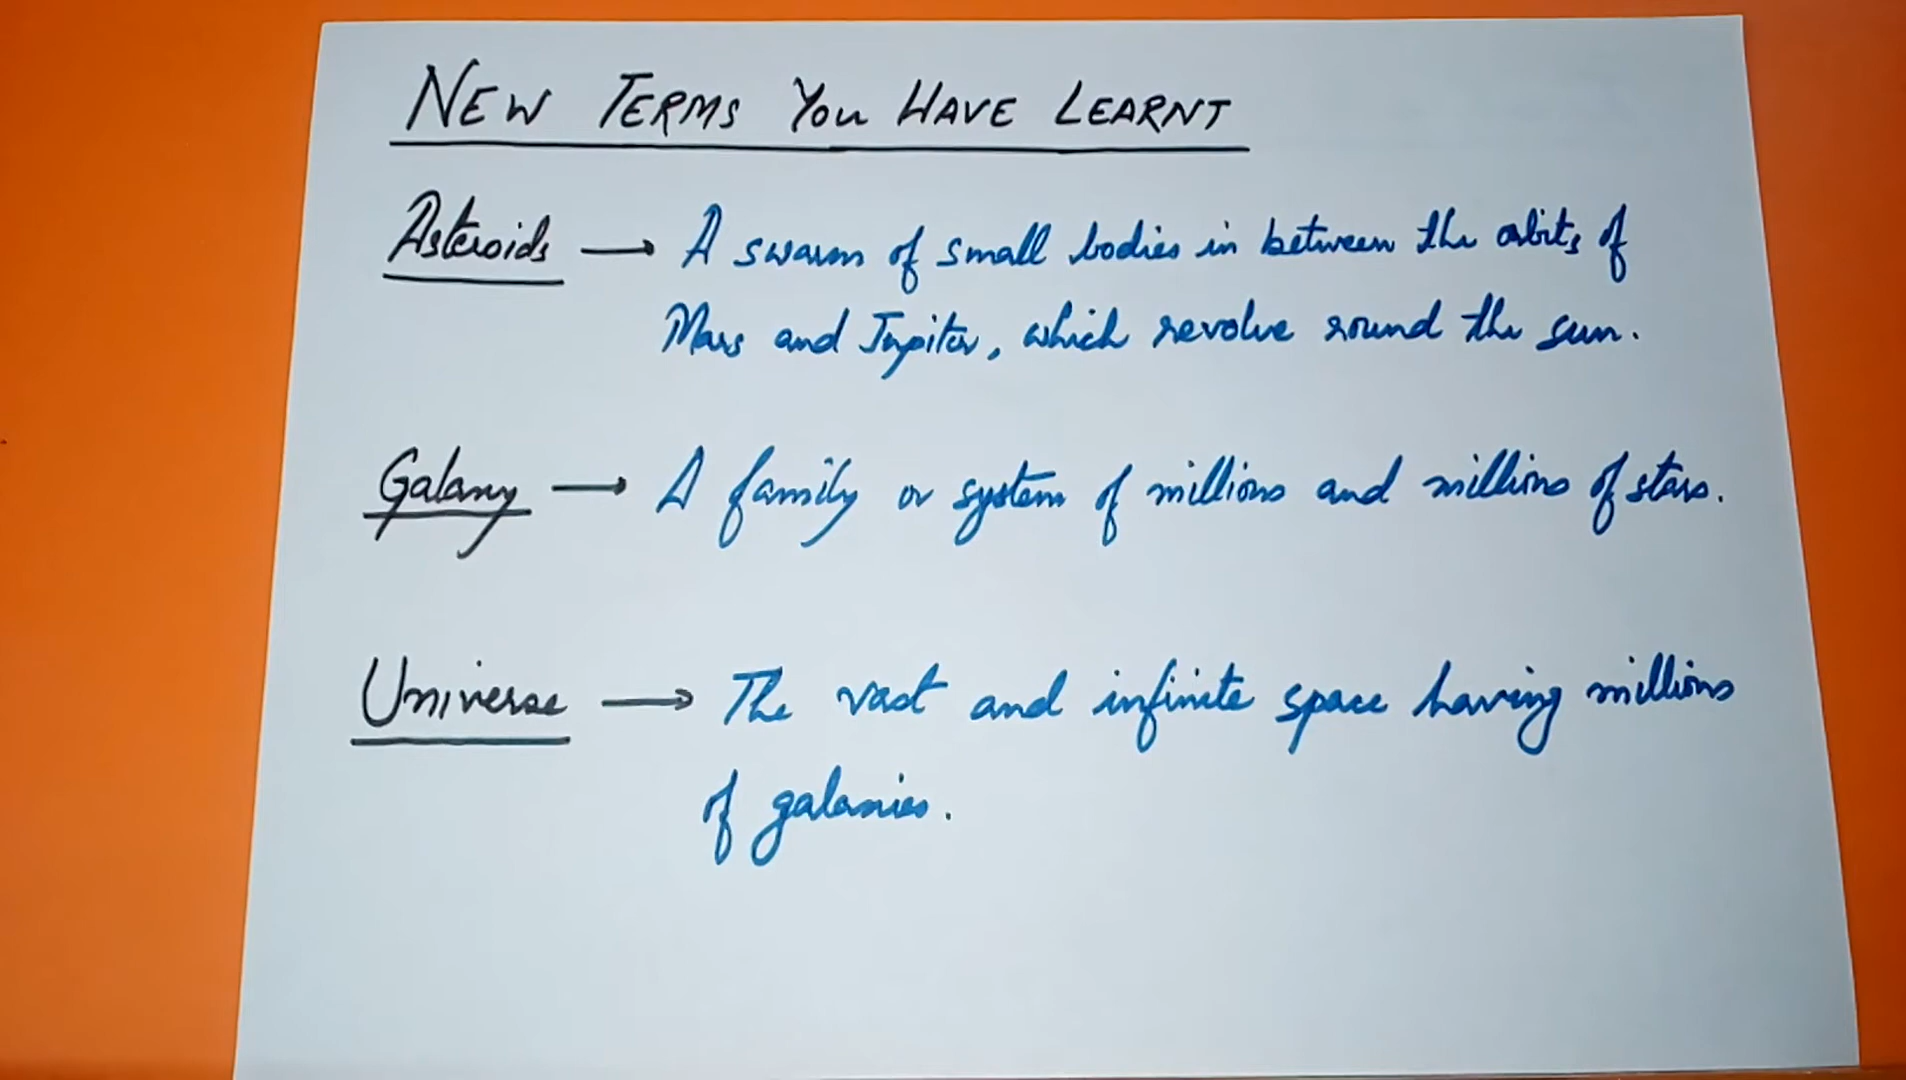 NEW TERMS YOU HAVE LEARNT
Asteroids → A swarm of small bodies in between the orbits of
Mars and Jupiter, which revolve round the sun.
Galaxy → A family or system of millions and millions of stars.
Universe → The vast and infinite space having millions
of galaxies.